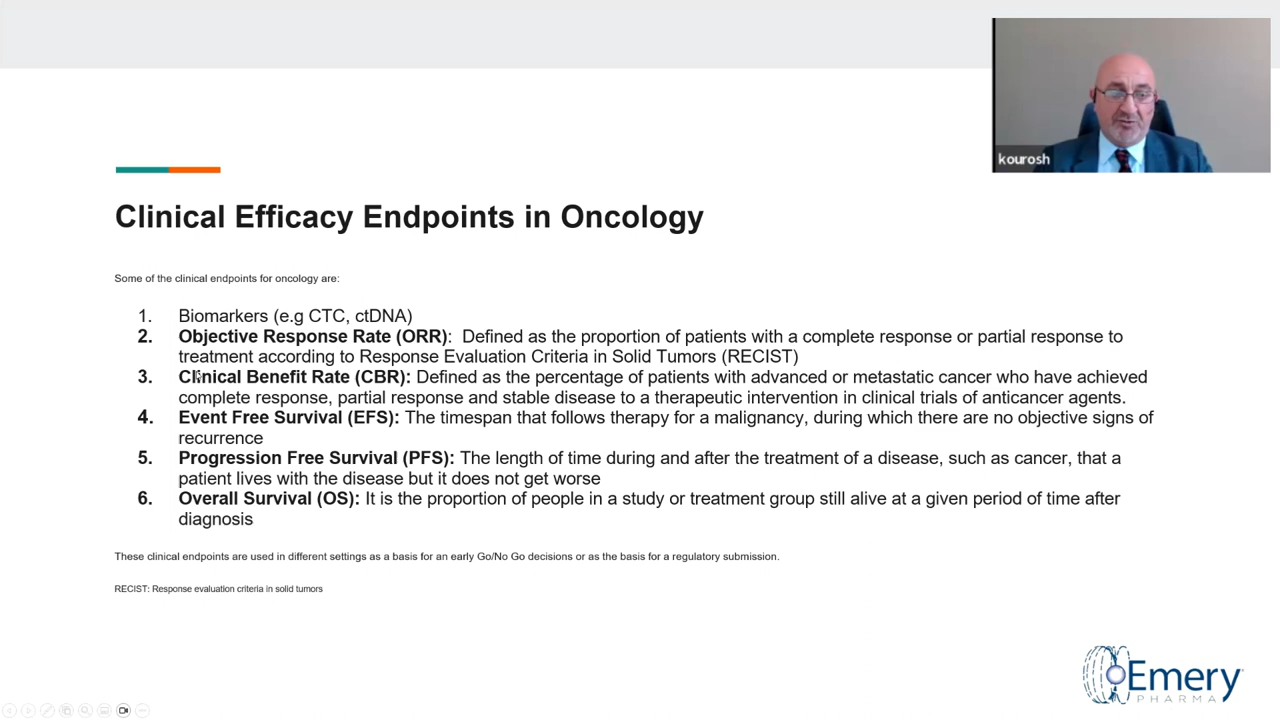 kourosh
Clinical Efficacy Endpoints in Oncology
Some of the clinical endpoints for oncology are:
1. Biomarkers (e.g CTC, ctDNA)
2. Objective Response Rate (ORR): Defined as the proportion of patients with a complete response or partial response to
treatment according to Response Evaluation Criteria in Solid Tumors (RECIST)
3. Clinical Benefit Rate (CBR): Defined as the percentage of patients with advanced or metastatic cancer who have achieved
complete response, partial response and stable disease to a therapeutic intervention in clinical trials of anticancer agents.
4. Event Free Survival (EFS): The timespan that follows therapy for a malignancy, during which there are no objective signs of
recurrence
5. Progression Free Survival (PFS): The length of time during and after the treatment of a disease, such as cancer, that a
patient lives with the disease but it does not get worse
6. Overall Survival (OS): It is the proportion of people in a study or treatment group still alive at a given period of time after
diagnosis
These clinical endpoints are used in different settings as a basis for an early Go/No Go decisions or as the basis for a regulatory submission.
RECIST: Response evaluation criteria in solid tumors
Emery
PHARMA